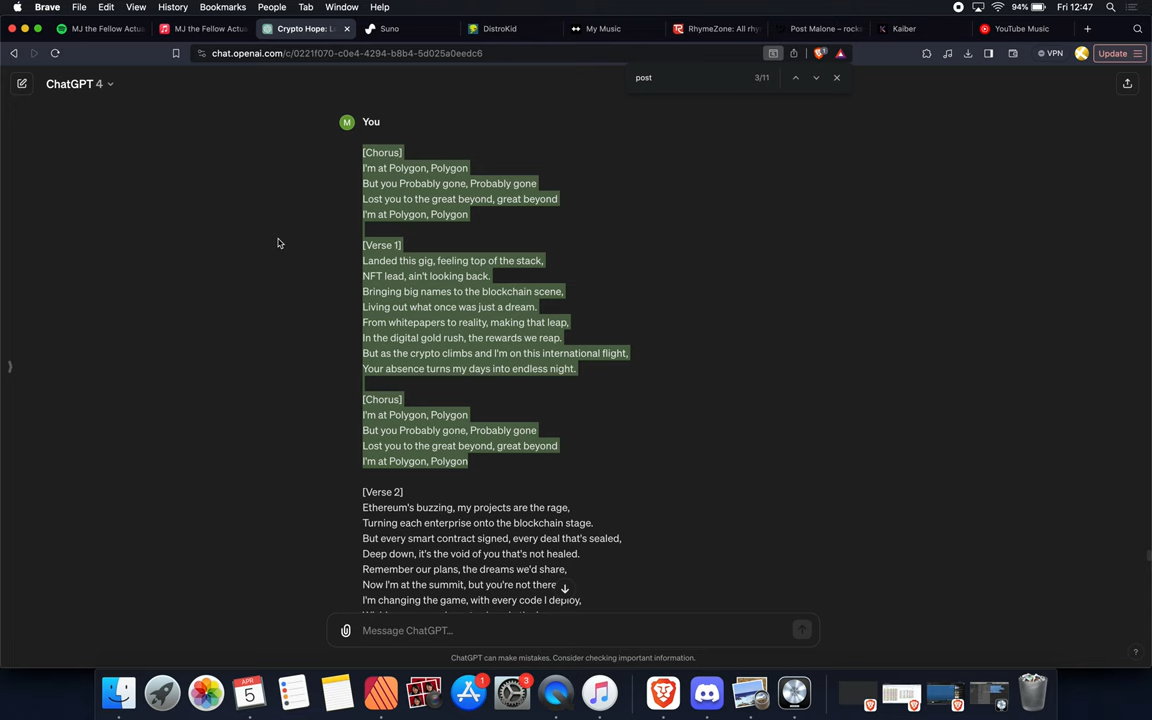 Brave File Edit View History Bookmarks People Tab Window Help 94% Fri 12:47
MJ the Fellow Actua MJ the Fellow Actua Crypto Hope: L Suno DistroKid My Music RhymeZone: All rhy Post Malone – rockn Kaiber YouTube Music
chat.openai.com/c/0221f070-c0e4-4294-b8b4-5d025a0eedc6 1 VPN Update
post 3/11
ChatGPT 4
M You
[Chorus]
I'm at Polygon, Polygon
But you Probably gone, Probably gone
Lost you to the great beyond, great beyond
I'm at Polygon, Polygon
[Verse 1]
Landed this gig, feeling top of the stack,
NFT lead, ain't looking back.
Bringing big names to the blockchain scene,
Living out what once was just a dream.
From whitepapers to reality, making that leap,
In the digital gold rush, the rewards we reap.
But as the crypto climbs and I'm on this international flight,
Your absence turns my days into endless night.
[Chorus]
I'm at Polygon, Polygon
But you Probably gone, Probably gone
Lost you to the great beyond, great beyond
I'm at Polygon, Polygon
[Verse 2]
Ethereum's buzzing, my projects are the rage,
Turning each enterprise onto the blockchain stage.
But every smart contract signed, every deal that's sealed,
Deep down, it's the void of you that's not healed.
Remember our plans, the dreams we'd share,
Now I'm at the summit, but you're not there
I'm changing the game, with every code I deploy,
Message ChatGPT...
ChatGPT can make mistakes. Consider checking important information.
?
APR
5
1
3